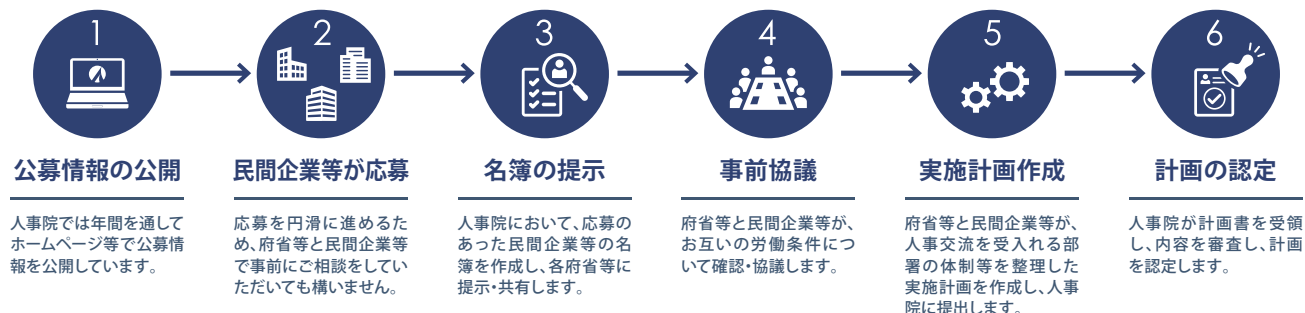 1
公募情報の公開
人事院では年間を通して
ホームページ等で公募情
報を公開しています。
2
民間企業等が応募
応募を円滑に進めるた
め、府省等と民間企業等
で事前にご相談をしてい
ただいても構いません。
3
名簿の提示
人事院において、応募の
あった民間企業等の名
簿を作成し、各府省等に
提示・共有します。
4
事前協議
府省等と民間企業等が、
お互いの労働条件につ
いて確認・協議します。
5
実施計画作成
府省等と民間企業等が、
人事交流を受入れる部
署の体制等を整理した
実施計画を作成し、人事
院に提出します。
6
計画の認定
人事院が計画書を受領
し、内容を審査し、計画
を認定します。